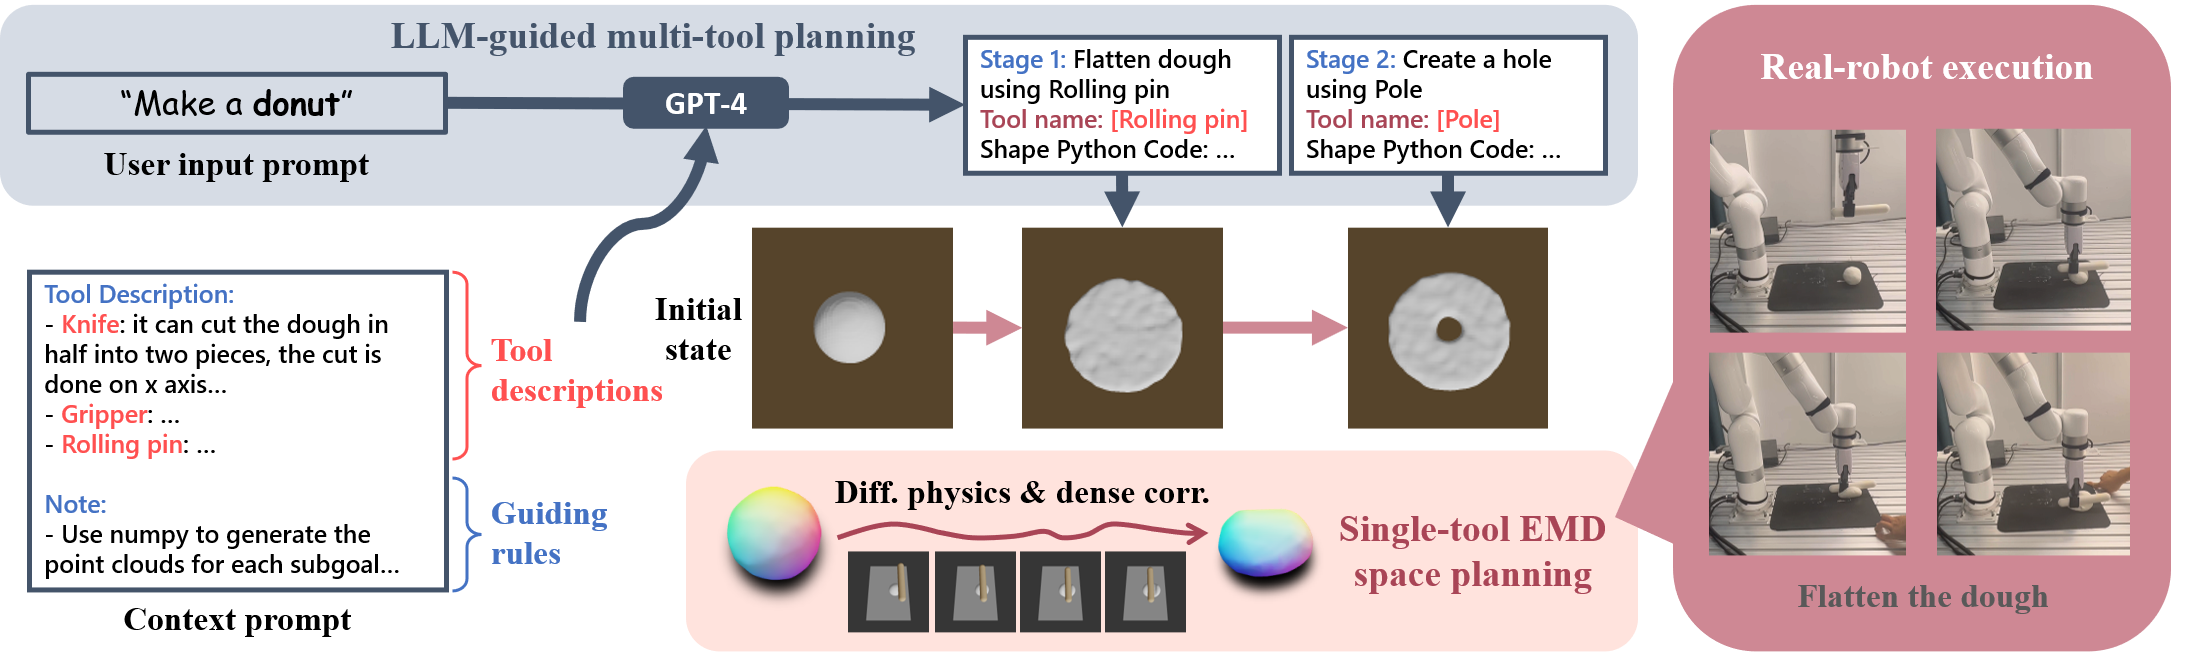 LLM-guided multi-tool planning
“Make a donut”
User input prompt
GPT-4
Stage 1: Flatten dough
using Rolling pin
Tool name: [Rolling pin]
Shape Python Code: ...
Stage 2: Create a hole
using Pole
Tool name: [Pole]
Shape Python Code: ...
Tool Description:
- Knife: it can cut the dough in
half into two pieces, the cut is
done on x axis...
- Gripper: ...
- Rolling pin: ...
Note:
- Use numpy to generate the
point clouds for each subgoal...
Context prompt
Tool
descriptions
Guiding
rules
Initial
state
Diff. physics & dense corr.
Single-tool EMD
space planning
Real-robot execution
Flatten the dough